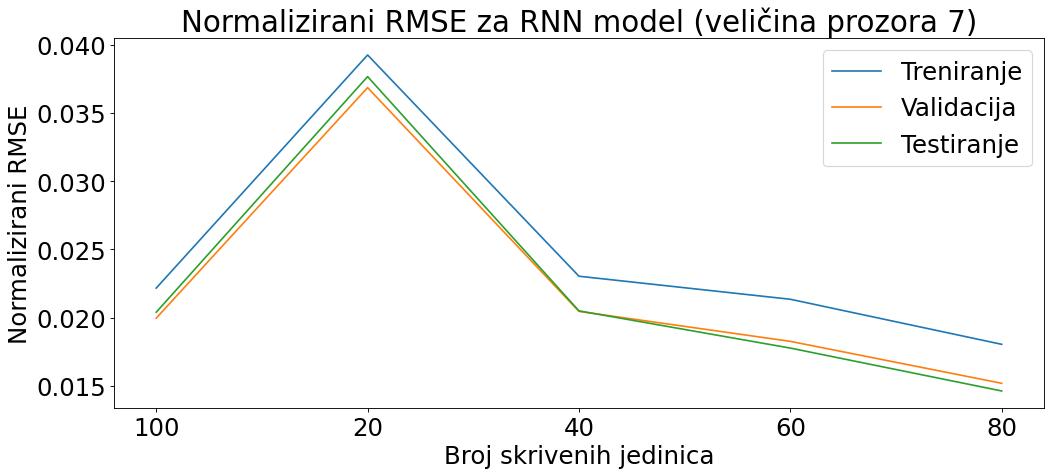 Normalizirani RMSE za RNN model (veličina prozora 7)
Normalizirani RMSE
0.040
0.035
0.030
0.025
0.020
0.015
Treniranje
Validacija
Testiranje
100 20 40 60 80
Broj skrivenih jedinica